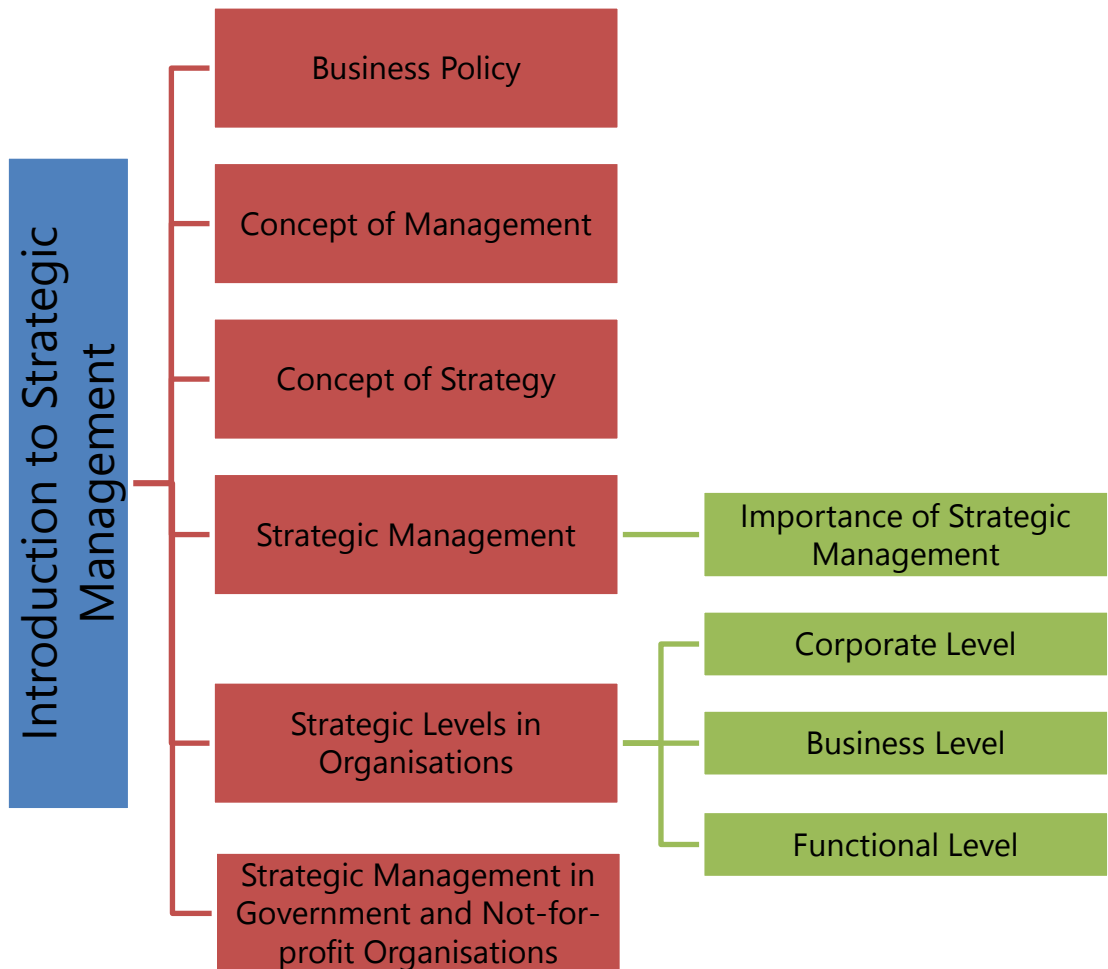 Introduction to Strategic
Management
Business Policy
Concept of Management
Concept of Strategy
Strategic Management
Importance of Strategic
Management
Strategic Levels in
Organisations
Corporate Level
Business Level
Functional Level
Strategic Management in
Government and Not-for-
profit Organisations